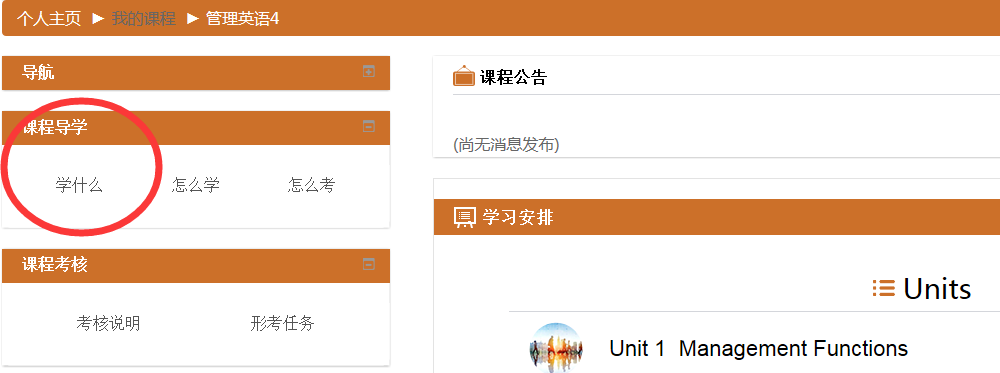 个人主页 ▶ 我的课程 ▶ 管理英语4
导航
课程导学
学什么 怎么学 怎么考
课程考核
考核说明 形考任务
课程公告
(尚无消息发布)
学习安排
Units
Unit 1 Management Functions